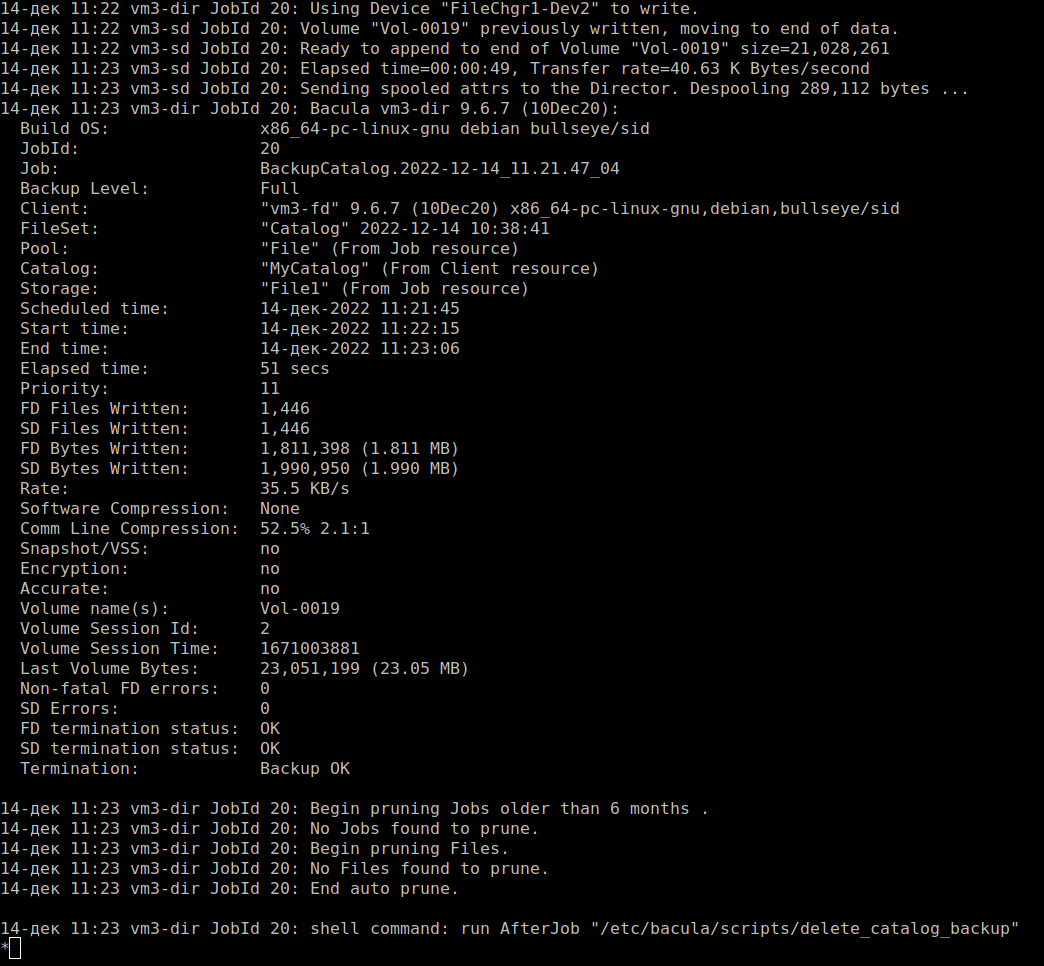 14-дек 11:22 vm3-dir JobId 20: Using Device "FileChgr1-Dev2" to write.
14-дек 11:22 vm3-sd JobId 20: Volume "Vol-0019" previously written, moving to end of data.
14-дек 11:22 vm3-sd JobId 20: Ready to append to end of Volume "Vol-0019" size=21,028,261
14-дек 11:23 vm3-sd JobId 20: Elapsed time=00:00:49, Transfer rate=40.63 K Bytes/second
14-дек 11:23 vm3-sd JobId 20: Sending spooled attrs to the Director. Despooling 289,112 bytes ...
14-дек 11:23 vm3-dir JobId 20: Bacula vm3-dir 9.6.7 (10Dec20):
  Build OS:               x86_64-pc-linux-gnu debian bullseye/sid
  JobId:                  20
  Job:                    BackupCatalog.2022-12-14_11.21.47_04
  Backup Level:           Full
  Client:                 "vm3-fd" 9.6.7 (10Dec20) x86_64-pc-linux-gnu,debian,bullseye/sid
  FileSet:                "Catalog" 2022-12-14 10:38:41
  Pool:                   "File" (From Job resource)
  Catalog:                "MyCatalog" (From Client resource)
  Storage:                "File1" (From Job resource)
  Scheduled time:         14-дек-2022 11:21:45
  Start time:             14-дек-2022 11:22:15
  End time:               14-дек-2022 11:23:06
  Elapsed time:           51 secs
  Priority:               11
  FD Files Written:       1,446
  SD Files Written:       1,446
  FD Bytes Written:       1,811,398 (1.811 MB)
  SD Bytes Written:       1,990,950 (1.990 MB)
  Rate:                   35.5 KB/s
  Software Compression:   None
  Comm Line Compression:  52.5% 2.1:1
  Snapshot/VSS:           no
  Encryption:             no
  Accurate:               no
  Volume name(s):         Vol-0019
  Volume Session Id:      2
  Volume Session Time:    1671003881
  Last Volume Bytes:      23,051,199 (23.05 MB)
  Non-fatal FD errors:    0
  SD Errors:              0
  FD termination status:  OK
  SD termination status:  OK
  Termination:            Backup OK

14-дек 11:23 vm3-dir JobId 20: Begin pruning Jobs older than 6 months .
14-дек 11:23 vm3-dir JobId 20: No Jobs found to prune.
14-дек 11:23 vm3-dir JobId 20: Begin pruning Files.
14-дек 11:23 vm3-dir JobId 20: No Files found to prune.
14-дек 11:23 vm3-dir JobId 20: End auto prune.

14-дек 11:23 vm3-dir JobId 20: shell command: run AfterJob "/etc/bacula/scripts/delete_catalog_backup"
*